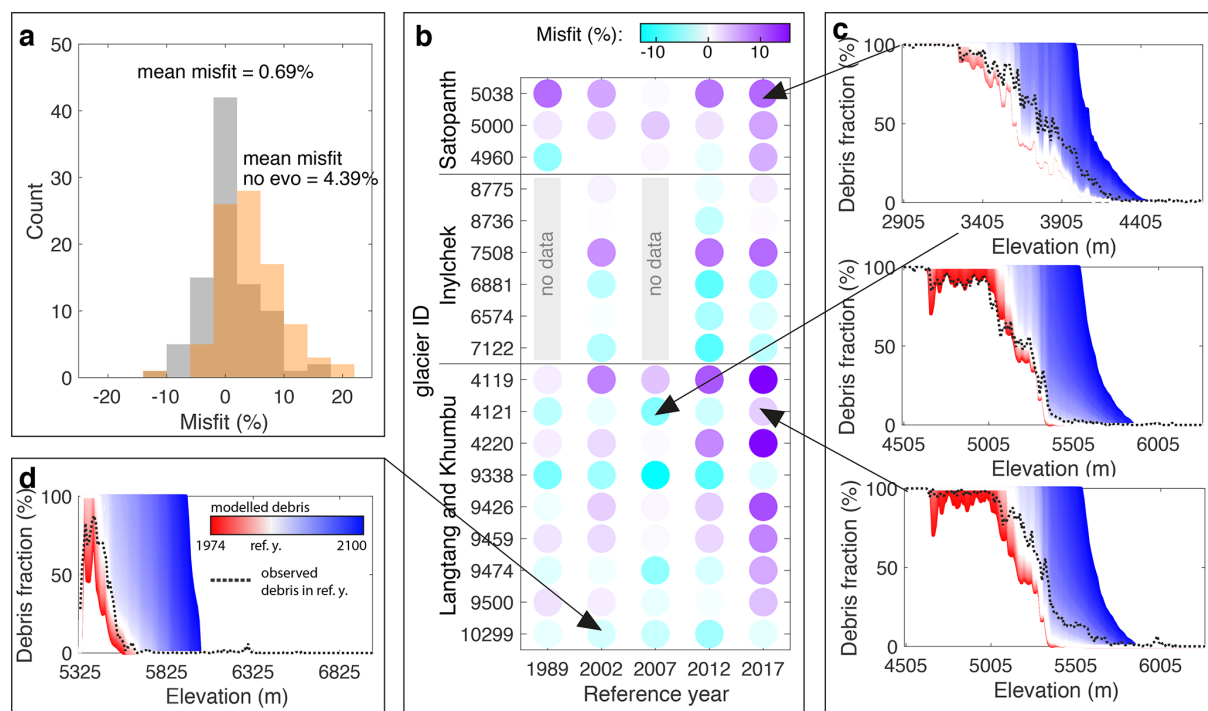 a
50
40
30
20
10
0
Count
mean misfit = 0.69%
mean misfit
no evo = 4.39%
-20 -10 0 10 20
Misfit (%)
b
Misfit (%):
-10 0 10
glacier ID
Satopanth
5038
5000
4960
Inylchek
8775
8736
7508
6881
6574
7122
no data
no data
Langtang and Khumbu
4119
4121
4220
9338
9426
9459
9474
9500
10299
1989 2002 2007 2012 2017
Reference year
c
Debris fraction (%)
100
50
0
2905 3405 3905 4405
Elevation (m)
Debris fraction (%)
100
50
0
4505 5005 5505 6005
Elevation (m)
Debris fraction (%)
100
50
0
4505 5005 5505 6005
Elevation (m)
d
Debris fraction (%)
100
50
0
modelled debris
1974 ref. y. 2100
observed
debris in ref. y.
5325 5825 6325 6825
Elevation (m)